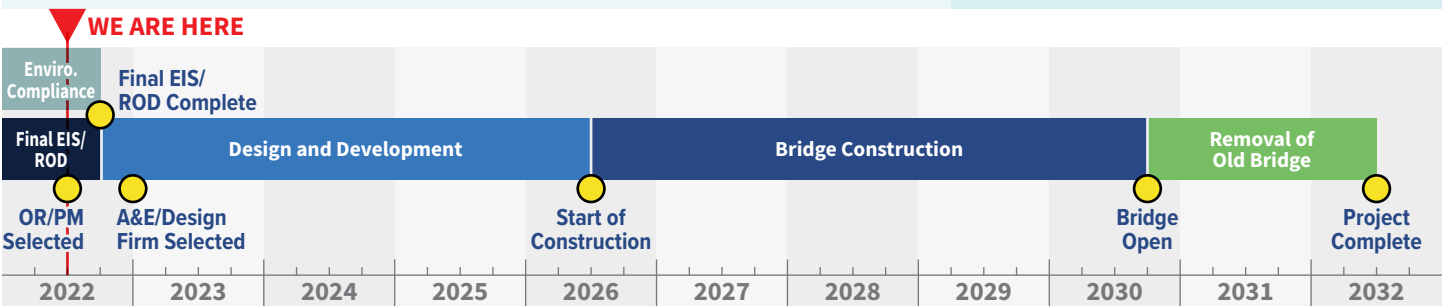 WE ARE HERE
Enviro.
Compliance
Final EIS/
ROD Complete
Final EIS/
ROD
Design and Development
Bridge Construction
Removal of
Old Bridge
OR/PM
Selected
A&E/Design
Firm Selected
Start of
Construction
Bridge
Open
Project
Complete
2022 2023 2024 2025 2026 2027 2028 2029 2030 2031 2032